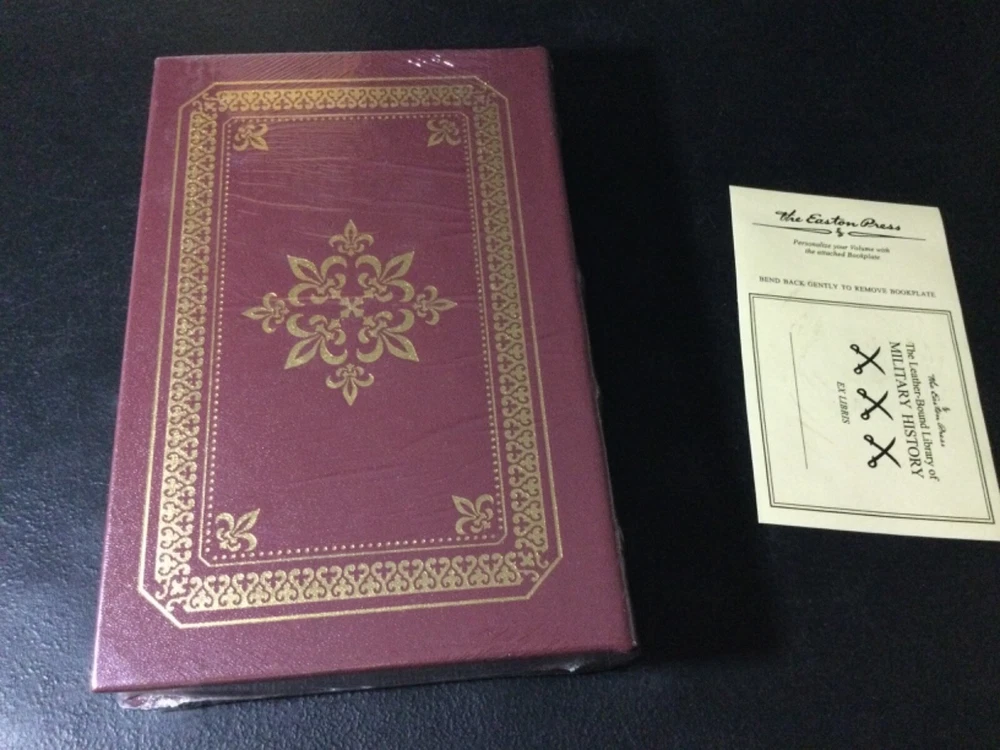 The Easton Press
Personalize your Volume with
the attached Bookplate
BEND BACK GENTLY TO REMOVE BOOKPLATE
The Easton Press
The Leather-Bound Library of
MILITARY HISTORY
EX LIBRIS